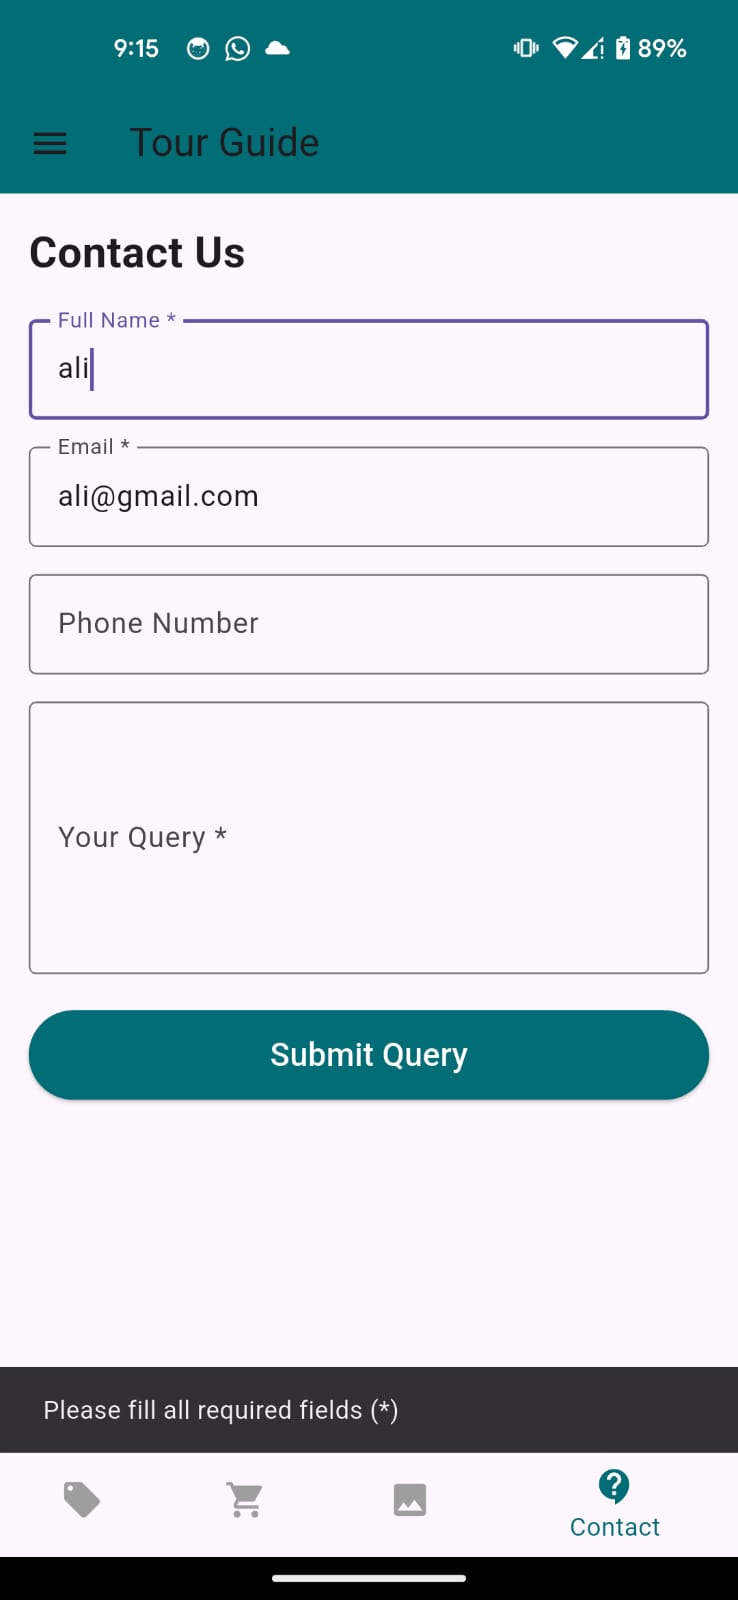 9:15
89%
Tour Guide
Contact Us
Full Name *
ali
Email *
ali@gmail.com
Phone Number
Your Query *
Submit Query
Please fill all required fields (*)
Contact